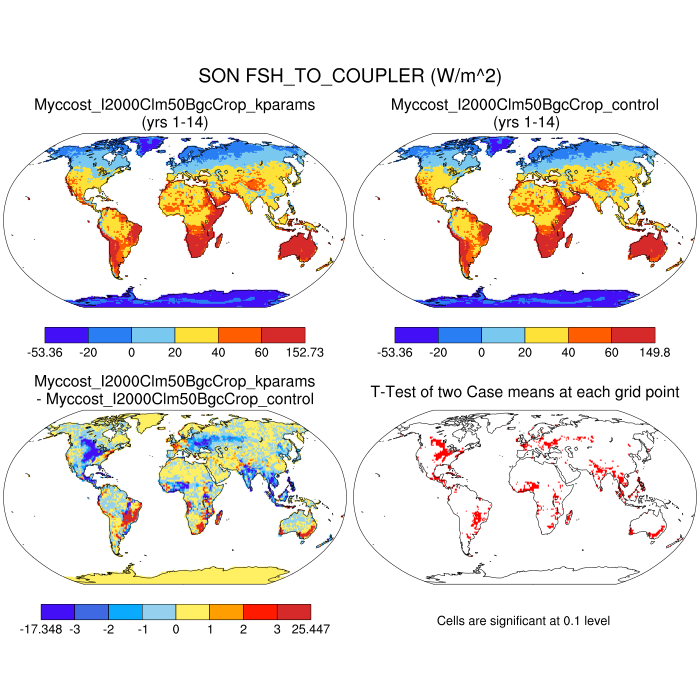 SON FSH_TO_COUPLER (W/m^2)
Myccost_I2000Clm50BgcCrop_kparams
(yrs 1-14)
Myccost_I2000Clm50BgcCrop_control
(yrs 1-14)
-53.36 -20 0 20 40 60 152.73
-53.36 -20 0 20 40 60 149.8
Myccost_I2000Clm50BgcCrop_kparams
- Myccost_I2000Clm50BgcCrop_control
T-Test of two Case means at each grid point
-17.348 -3 -2 -1 0 1 2 3 25.447
Cells are significant at 0.1 level